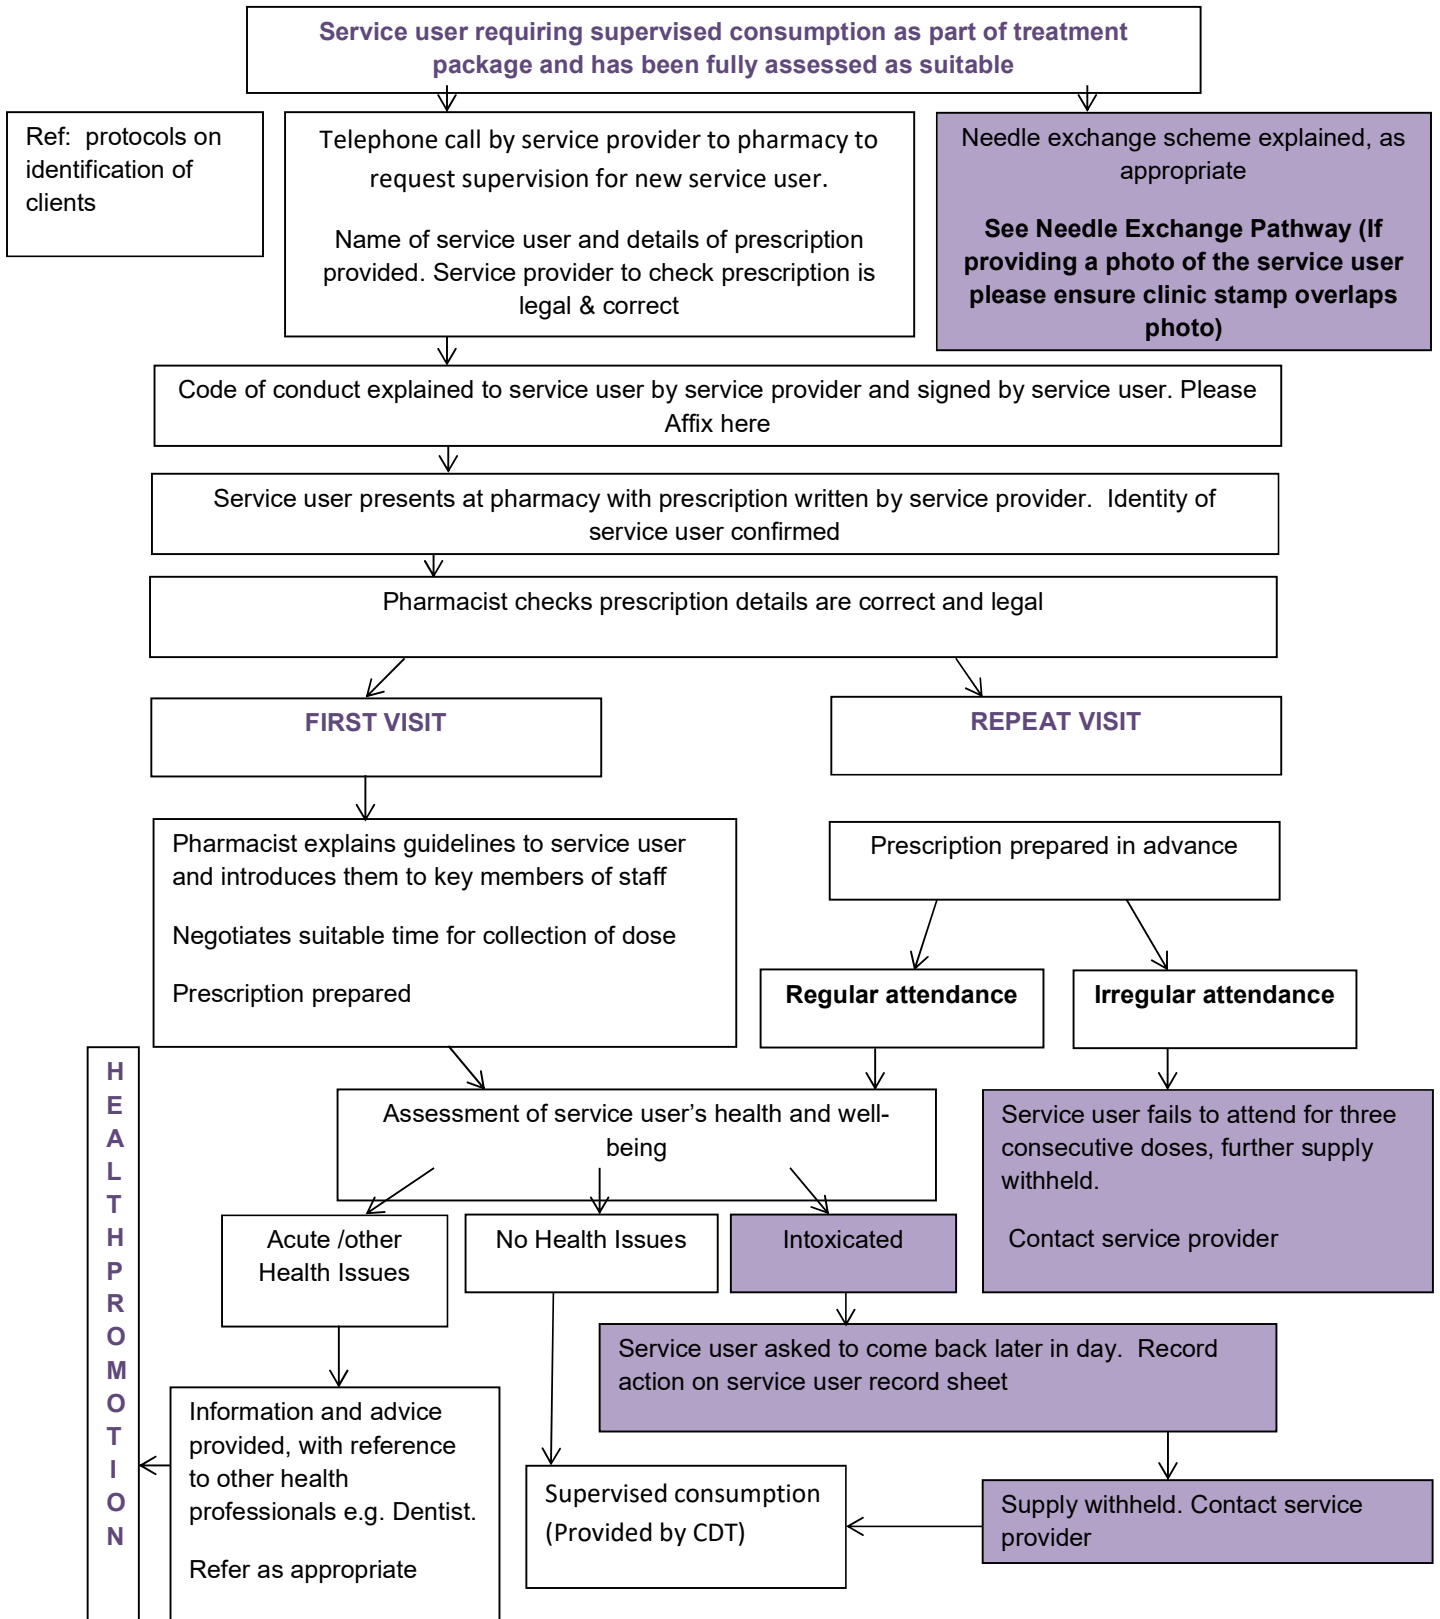 Service user requiring supervised consumption as part of treatment
package and has been fully assessed as suitable
Ref:  protocols on
identification of
clients
Telephone call by service provider to pharmacy to
request supervision for new service user.
Name of service user and details of prescription
provided. Service provider to check prescription is
legal & correct
Needle exchange scheme explained, as
appropriate
See Needle Exchange Pathway (If
providing a photo of the service user
please ensure clinic stamp overlaps
photo)
Code of conduct explained to service user by service provider and signed by service user. Please
Affix here
Service user presents at pharmacy with prescription written by service provider.  Identity of
service user confirmed
Pharmacist checks prescription details are correct and legal
FIRST VISIT
REPEAT VISIT
Pharmacist explains guidelines to service user
and introduces them to key members of staff
Negotiates suitable time for collection of dose
Prescription prepared
Prescription prepared in advance
Regular attendance
Irregular attendance
H
E
A
L
T
H
P
R
O
M
O
T
I
O
N
Assessment of service user’s health and well-
being
Service user fails to attend for three
consecutive doses, further supply
withheld.
Contact service provider
Acute /other
Health Issues
No Health Issues
Intoxicated
Service user asked to come back later in day.  Record
action on service user record sheet
Information and advice
provided, with reference
to other health
professionals e.g. Dentist.
Refer as appropriate
Supervised consumption
(Provided by CDT)
Supply withheld. Contact service
provider